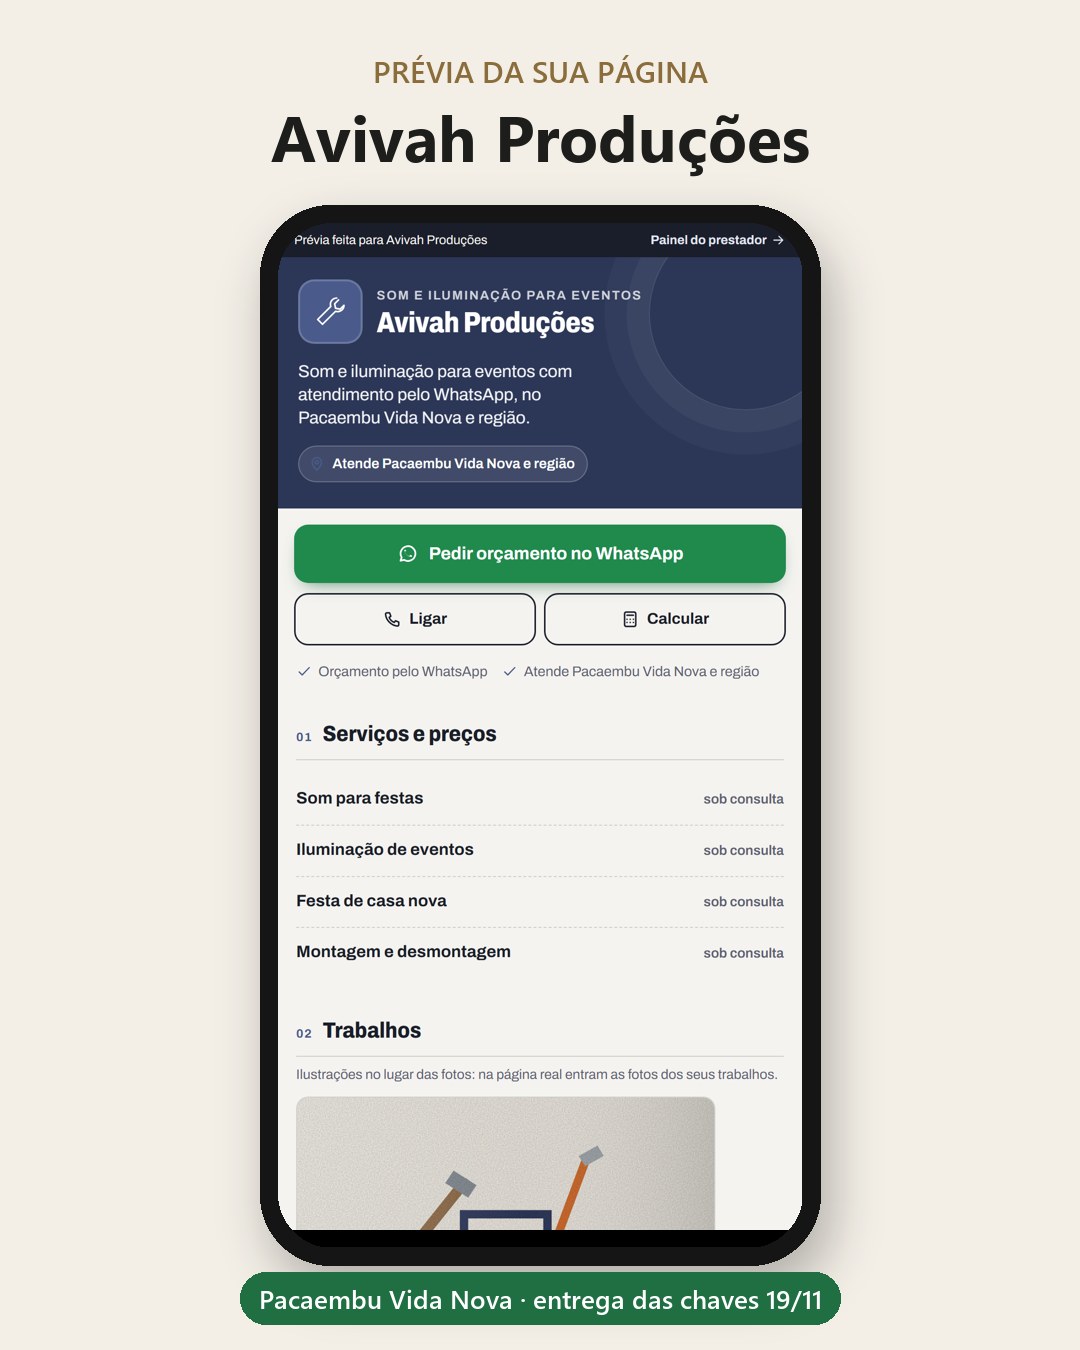 PRÉVIA DA SUA PÁGINA
Avivah Produções
Prévia feita para Avivah Produções
Painel do prestador →
SOM E ILUMINAÇÃO PARA EVENTOS
Avivah Produções
Som e iluminação para eventos com
atendimento pelo WhatsApp, no
Pacaembu Vida Nova e região.
Atende Pacaembu Vida Nova e região
Pedir orçamento no WhatsApp
Ligar
Calcular
Orçamento pelo WhatsApp
Atende Pacaembu Vida Nova e região
01 Serviços e preços
Som para festas sob consulta
Iluminação de eventos sob consulta
Festa de casa nova sob consulta
Montagem e desmontagem sob consulta
02 Trabalhos
Ilustrações no lugar das fotos: na página real entram as fotos dos seus trabalhos.
Pacaembu Vida Nova · entrega das chaves 19/11